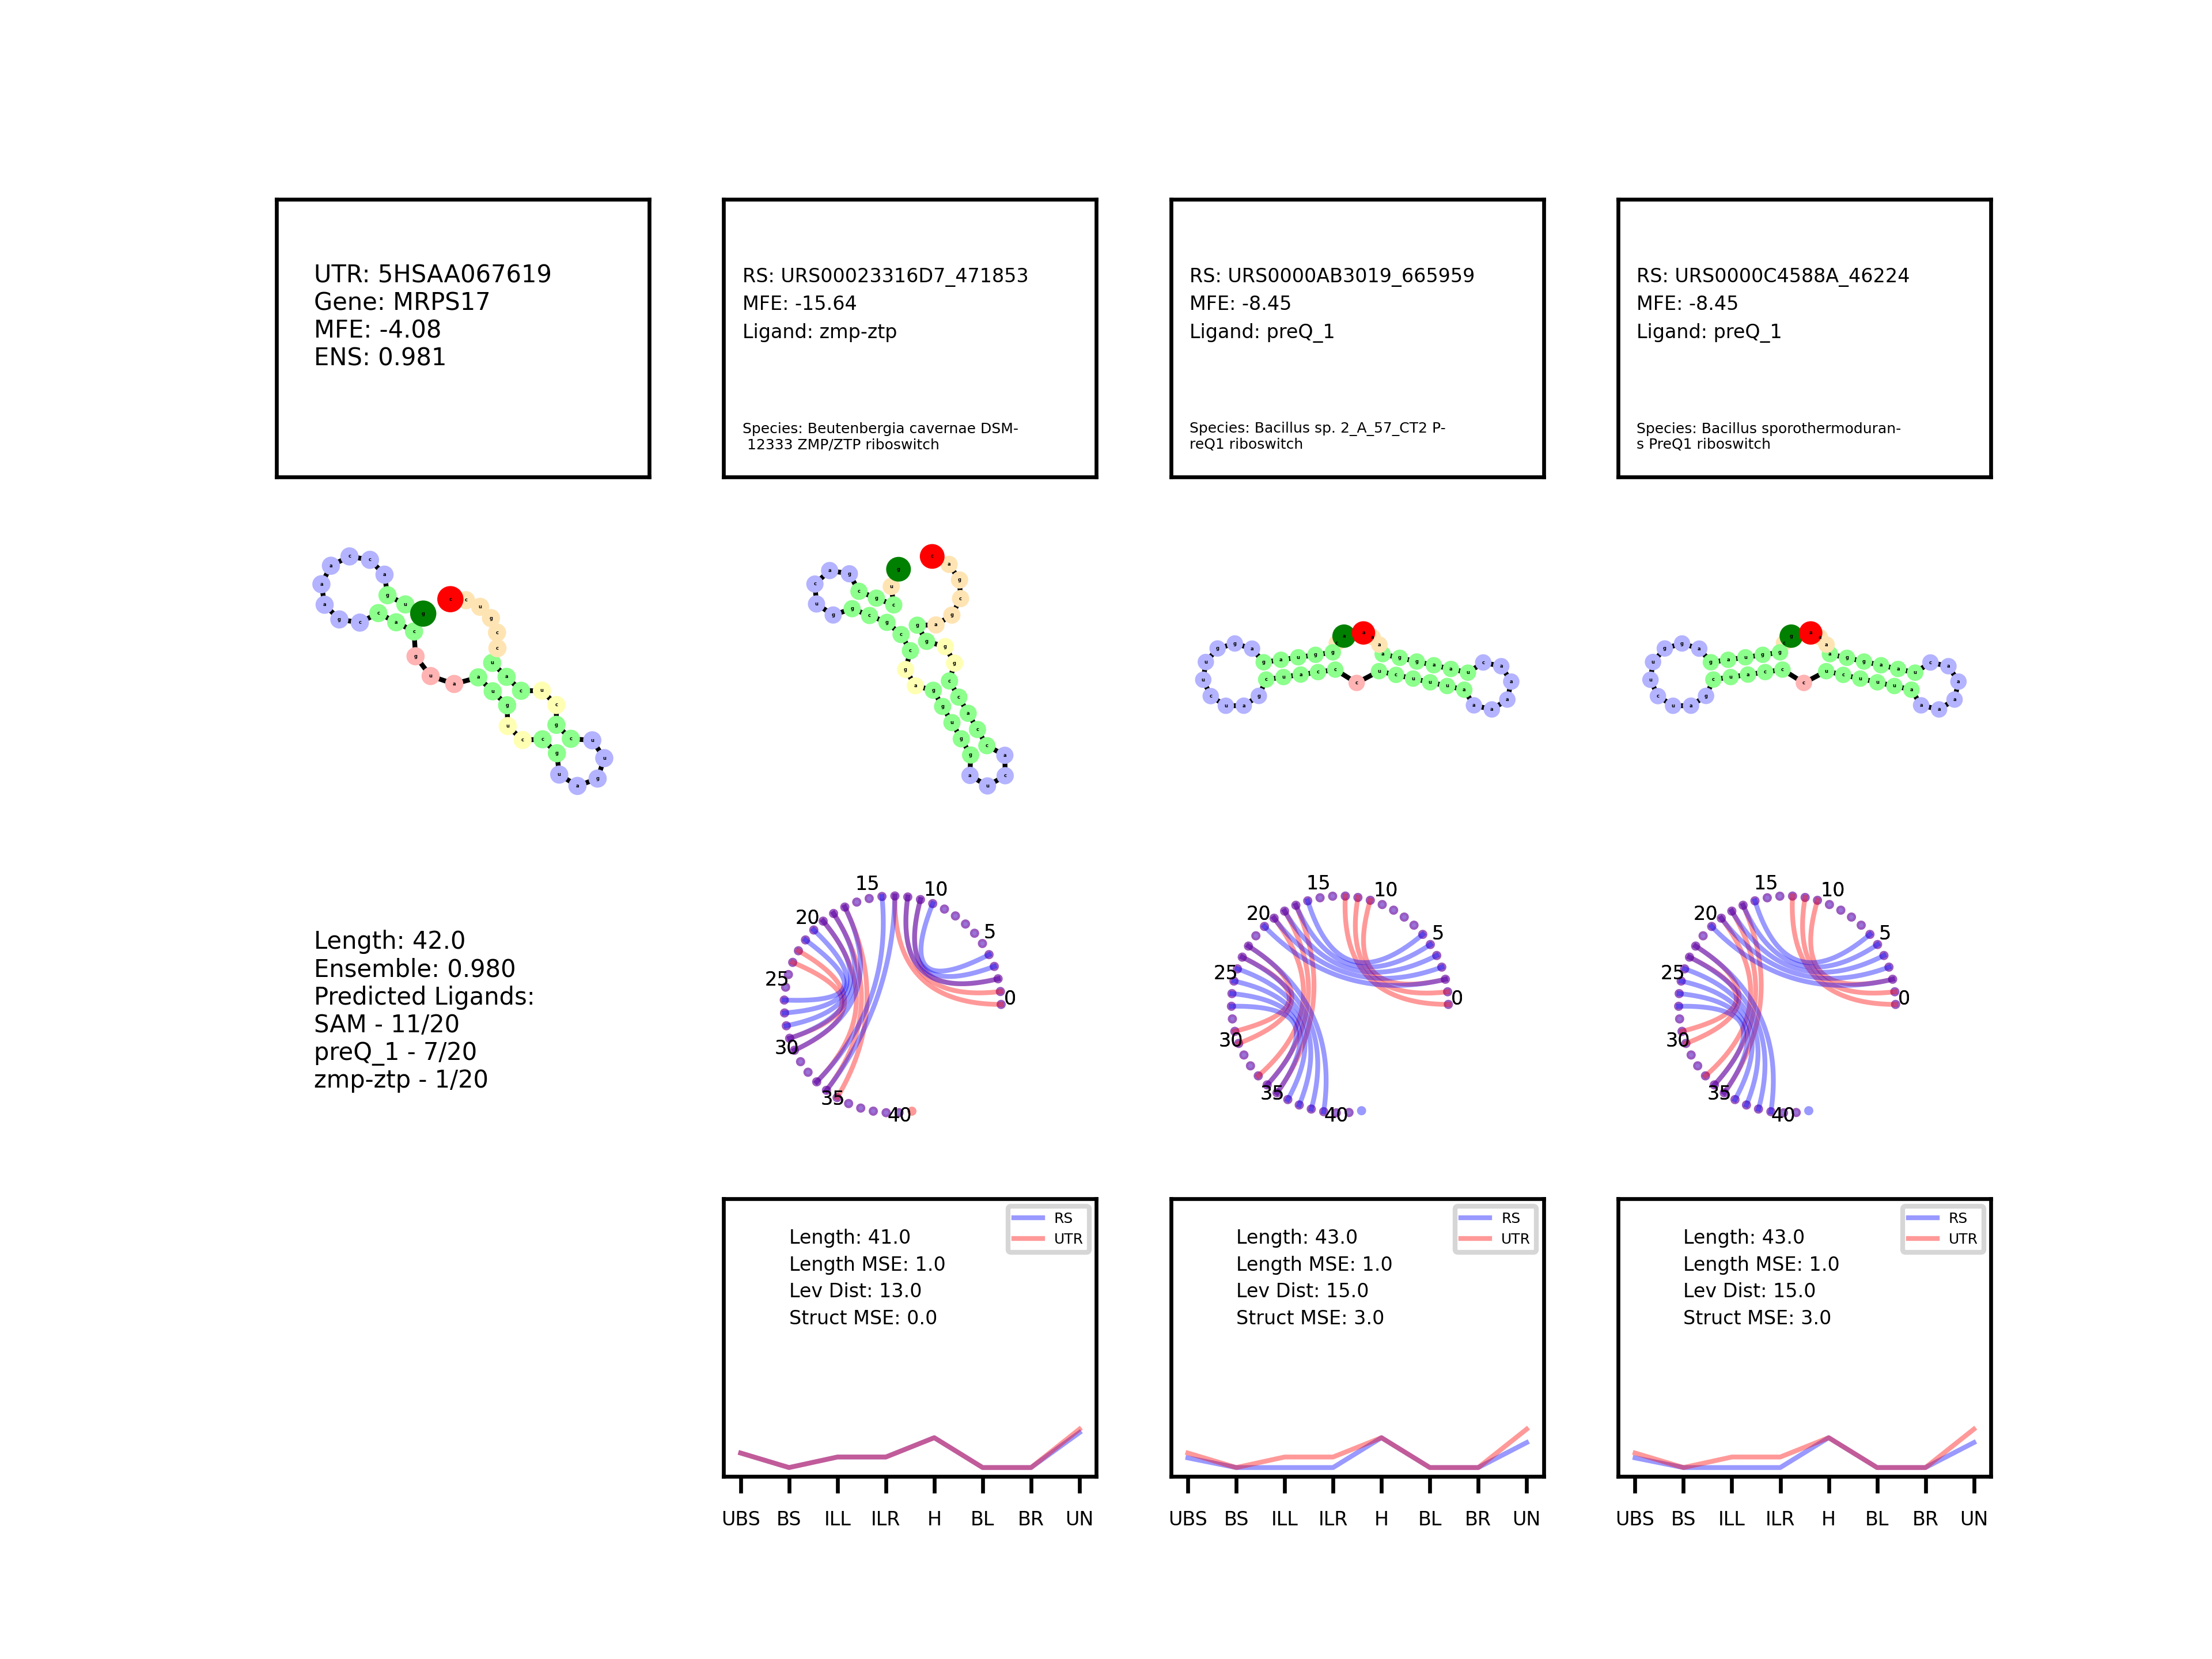 UTR: 5HSAA067619
Gene: MRPS17
MFE: -4.08
ENS: 0.981
RS: URS00023316D7_471853
MFE: -15.64
Ligand: zmp-ztp
Species: Beutenbergia cavernae DSM-
12333 ZMP/ZTP riboswitch
RS: URS0000AB3019_665959
MFE: -8.45
Ligand: preQ_1
Species: Bacillus sp. 2_A_57_CT2 P-
reQ1 riboswitch
RS: URS0000C4588A_46224
MFE: -8.45
Ligand: preQ_1
Species: Bacillus sporothermoduran-
s PreQ1 riboswitch
Length: 42.0
Ensemble: 0.980
Predicted Ligands:
SAM - 11/20
preQ_1 - 7/20
zmp-ztp - 1/20
0
5
10
15
20
25
30
35
40
0
5
10
15
20
25
30
35
40
0
5
10
15
20
25
30
35
40
Length: 41.0
Length MSE: 1.0
Lev Dist: 13.0
Struct MSE: 0.0
RS
UTR
UBS BS ILL ILR H BL BR UN
Length: 43.0
Length MSE: 1.0
Lev Dist: 15.0
Struct MSE: 3.0
RS
UTR
UBS BS ILL ILR H BL BR UN
Length: 43.0
Length MSE: 1.0
Lev Dist: 15.0
Struct MSE: 3.0
RS
UTR
UBS BS ILL ILR H BL BR UN